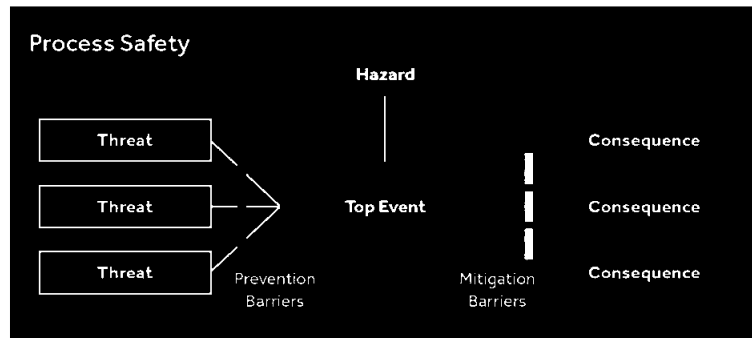 Process Safety
Hazard
Threat
Consequence
Threat
Top Event
Consequence
Threat
Consequence
Prevention
Barriers
Mitigation
Barriers